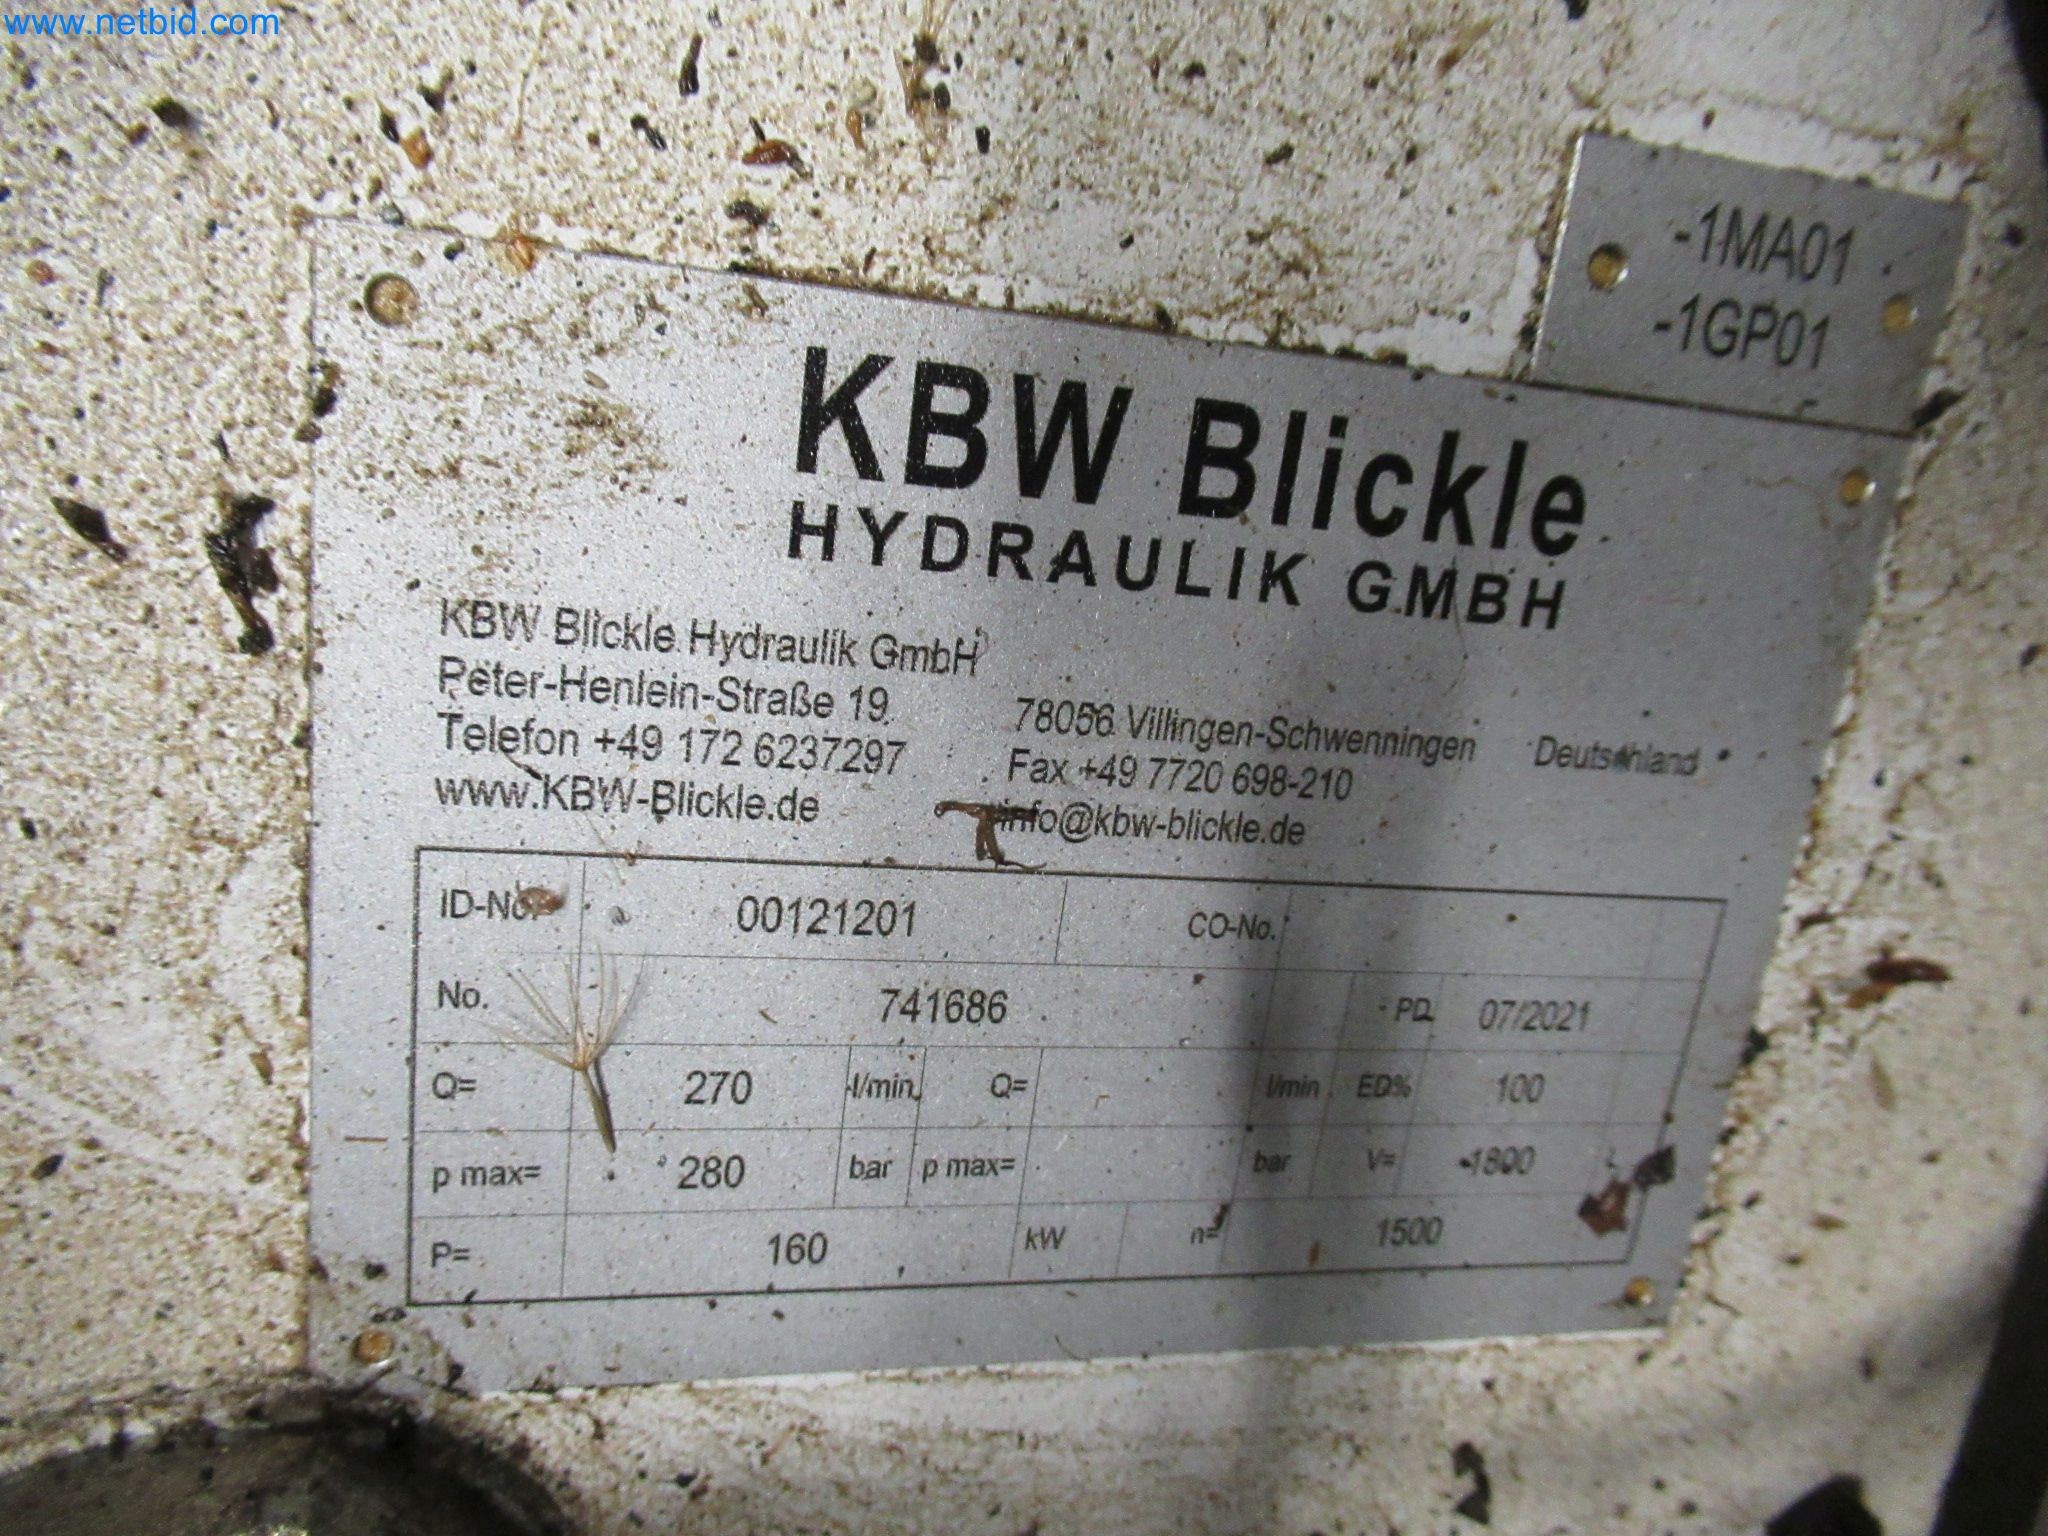 www.netbid.com
-1MA01
-1GP01
KBW Blickle
HYDRAULIK GMBH
KBW Blickle Hydraulik GmbH
Peter-Henlein-Straße 19 78056 Villingen-Schwenningen Deutschland
Telefon +49 172 6237297 Fax +49 7720 698-210
www.KBW-Blickle.de info@kbw-blickle.de
ID-No. 00121201 CO-No.
No. 741686 PD 07/2021
Q= 270 l/min Q= l/min ED% 100
p max= 280 bar p max= bar V= 1800
P= 160 kW n= 1500